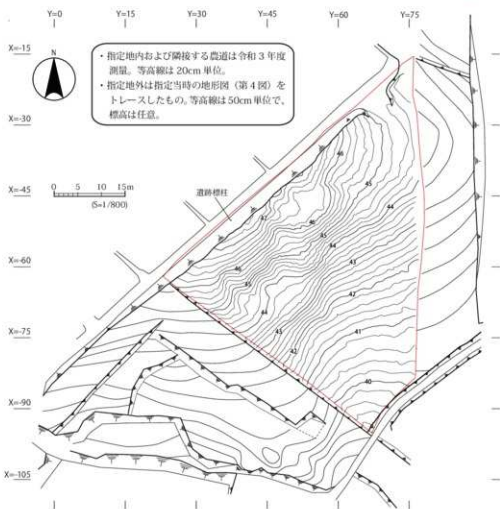 Y=0 Y=15 Y=30 Y=45 Y=60 Y=75
X=-15
・指定地内および隣接する農道は令和3年度
測量。等高線は20cm単位。
・指定地外は指定当時の地形図（第4図）を
トレースしたもの。等高線は50cm単位で、
標高は任意。
X=-30
46
X=-45
45
0 5 10 15m
(S=1/800)
遺跡標柱
44
47
46
45
44
X=-60
46
43
45
42
44
X=-75
43
41
42
40
X=-90
X=-105